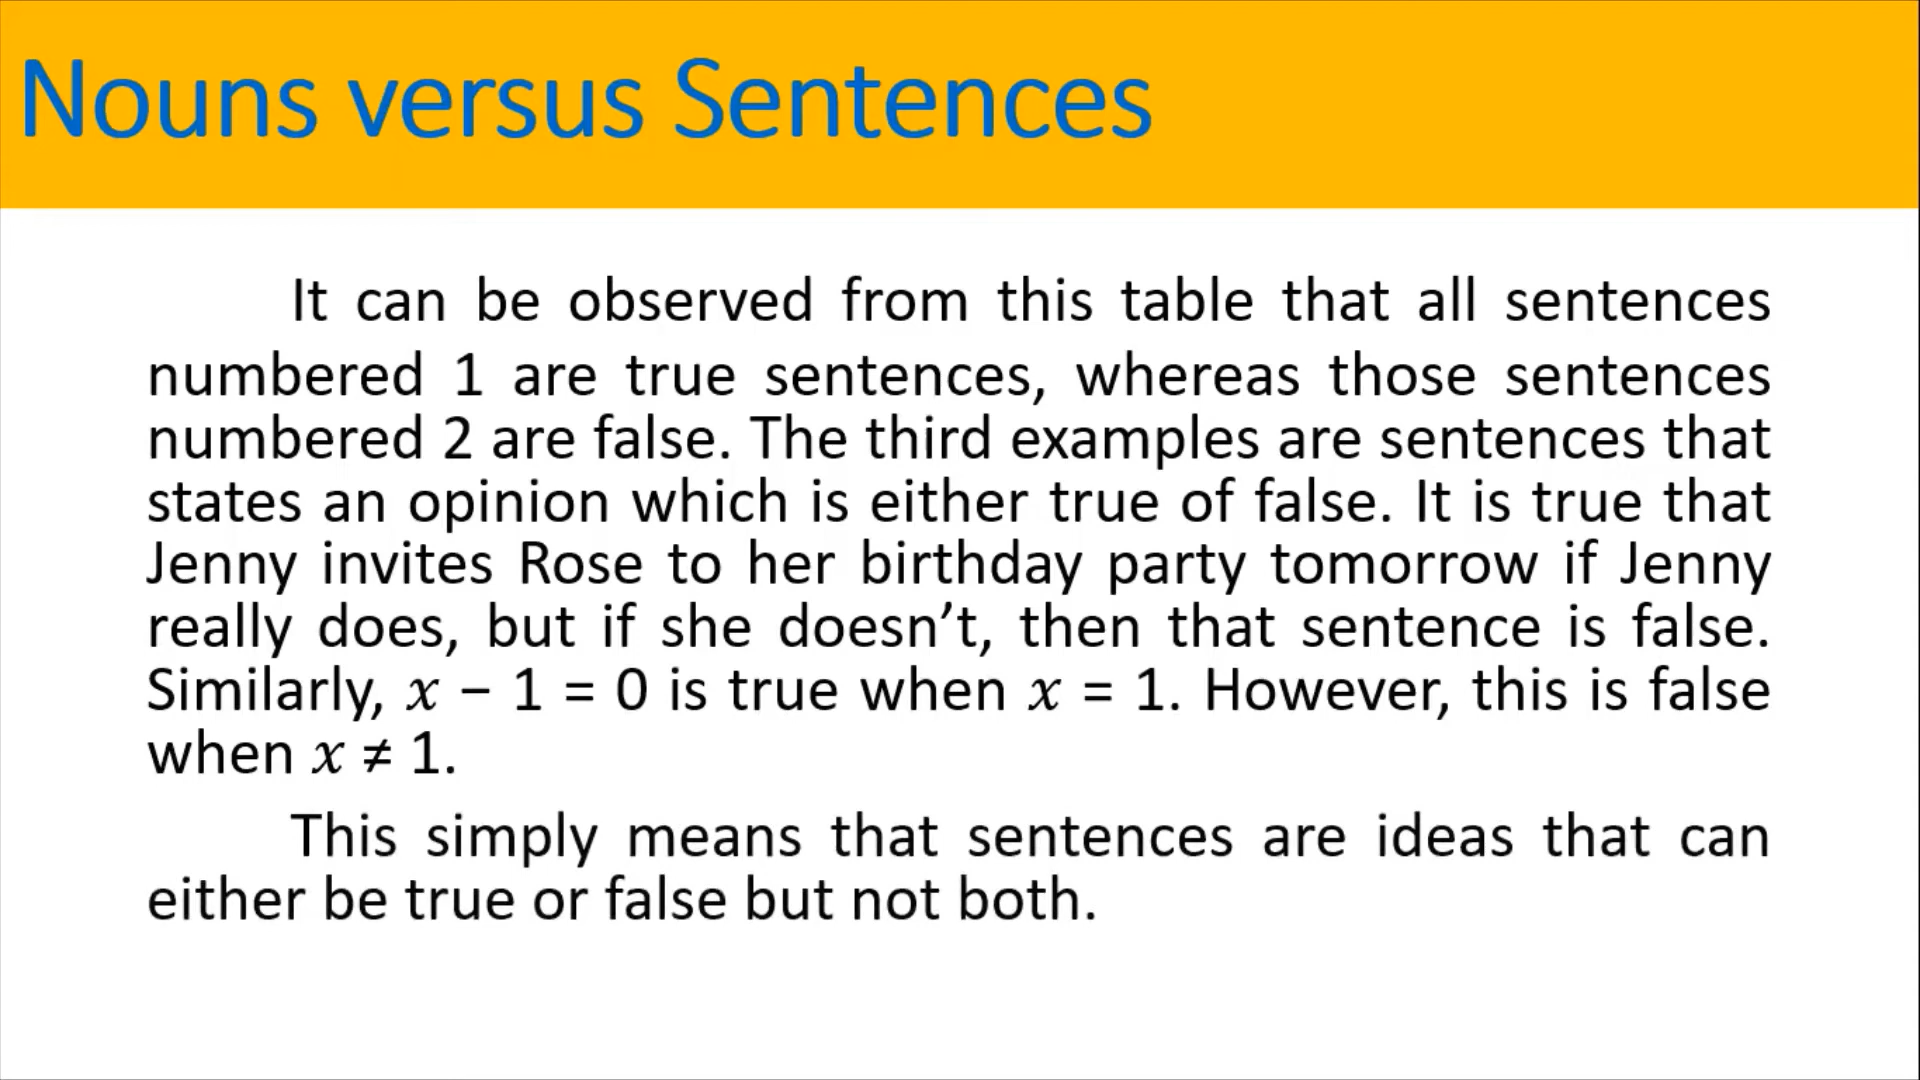 Nouns versus Sentences
It can be observed from this table that all sentences
numbered 1 are true sentences, whereas those sentences
numbered 2 are false. The third examples are sentences that
states an opinion which is either true of false. It is true that
Jenny invites Rose to her birthday party tomorrow if Jenny
really does, but if she doesn’t, then that sentence is false.
Similarly, x − 1 = 0 is true when x = 1. However, this is false
when x ≠ 1.
This simply means that sentences are ideas that can
either be true or false but not both.